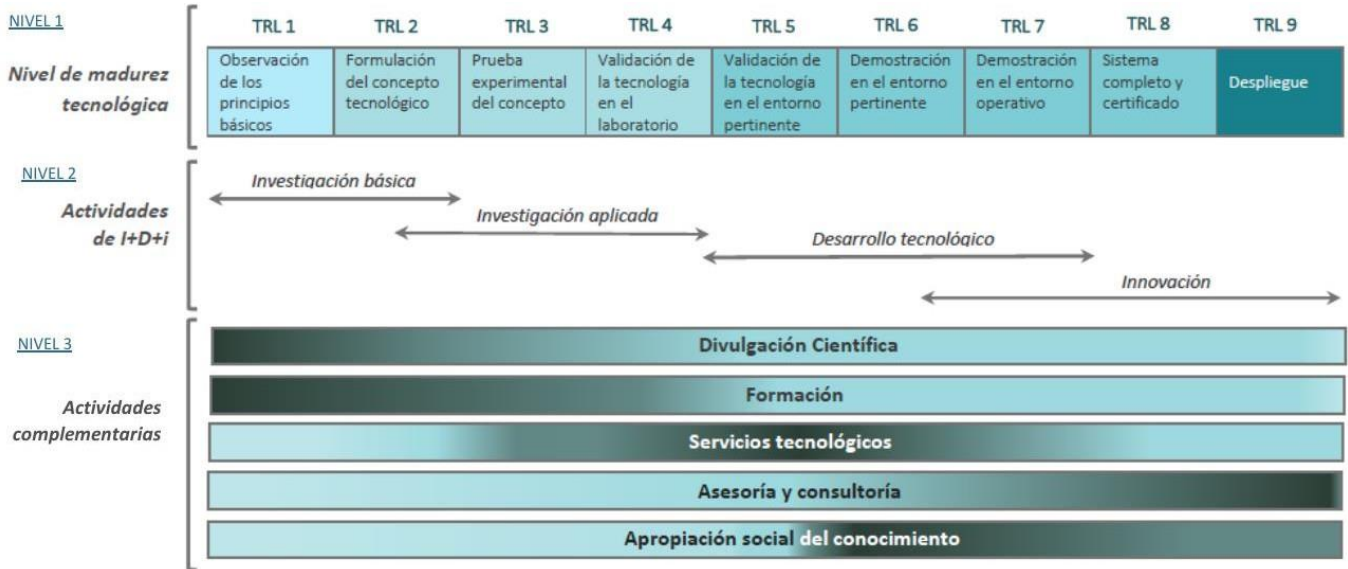 NIVEL 1
TRL 1 TRL 2 TRL 3 TRL 4 TRL 5 TRL 6 TRL 7 TRL 8 TRL 9
Nivel de madurez
tecnológica
Observación
de los
principios
básicos
Formulación
del concepto
tecnológico
Prueba
experimental
del concepto
Validación de
la tecnología
en el
laboratorio
Validación de
la tecnología
en el entorno
pertinente
Demostración
en el entorno
pertinente
Demostración
en el entorno
operativo
Sistema
completo y
certificado
Despliegue
NIVEL 2
Actividades
de I+D+i
Investigación básica
Investigación aplicada
Desarrollo tecnológico
Innovación
NIVEL 3
Actividades
complementarias
Divulgación Científica
Formación
Servicios tecnológicos
Asesoría y consultoría
Apropiación social del conocimiento